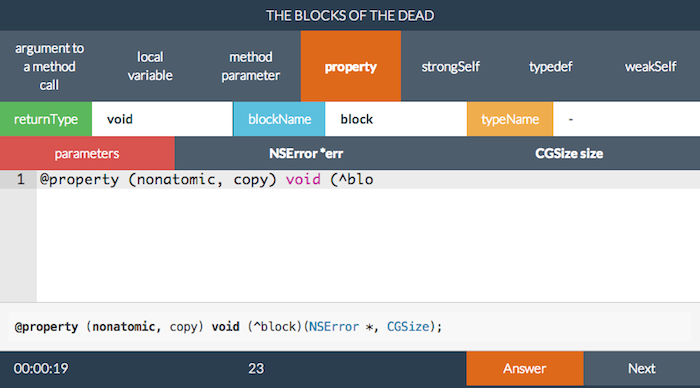 THE BLOCKS OF THE DEAD
argument to
a method
call
local
variable
method
parameter
property
strongSelf
typedef
weakSelf
returnType void blockName block typeName -
parameters NSError *err CGSize size
1 @property (nonatomic, copy) void (^blo
@property (nonatomic, copy) void (^block)(NSError *, CGSize);
00:00:19 23 Answer Next